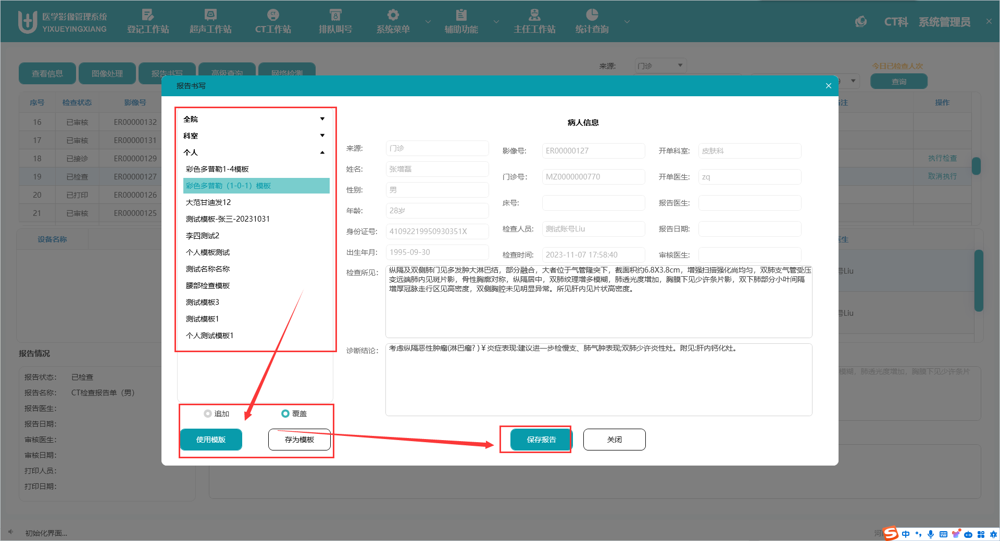 医学影像管理系统
YIXUEYINGXIANG
登记工作站
超声工作站
CT
CT工作站
排队叫号
系统菜单
辅助功能
主任工作站
统计查询
CT科 系统管理员
查看信息
图像处理
报告书写
高级查询
网络检测
来源:
门诊
今日已检查人次
查询
序号 检查状态 影像号
注 操作
16 已审核 ER00000132
17 已审核 ER00000131
18 已接诊 ER00000129 执行检查
19 已检查 ER00000127 取消执行
20 已打印 ER00000126
21 已审核 ER00000125
设备名称
生
号Liu
号Liu
报告情况
报告状态: 已检查
报告名称: CT检查报告单（男）
报告医生:
报告日期:
审核医生:
审核日期:
打印人员:
打印日期:
模糊，肺透光度增加，胸膜下见少许条片
报告书写
全院
科室
个人
彩色多普勒1-4模板
彩色多普勒（1-0-1）模板
大范甘迪发12
测试模板-张三-20231031
李四测试2
个人模板测试
测试名称名称
腰部检查模板
测试模板3
测试模板1
个人测试模板1
追加
覆盖
使用模版
存为模板
病人信息
来源: 门诊
姓名: 张增磊
性别: 男
年龄: 28岁
身份证号: 41092219950930351X
出生年月: 1995-09-30
影像号: ER00000127
门诊号: MZ0000000770
床号:
检查人员: 测试账号Liu
检查时间: 2023-11-07 17:58:40
开单科室: 皮肤科
开单医生: zq
报告医生:
报告日期:
审核医生:
检查所见:
纵隔及双侧肺门见多发肿大淋巴结，部分融合，大者位于气管隆突下，截面积约6.8X3.8cm，增强扫描强化尚均匀，双肺支气管受压
变远端肺内见斑片影，骨性胸廓对称，纵隔居中，双肺纹理增多模糊，肺透光度增加，胸膜下见少许条片影，双下肺部分小叶间隔
增厚冠脉走行区见高密度，双侧胸腔未见明显异常。所见肝内见片状高密度。
诊断结论:
考虑纵隔恶性肿瘤(淋巴瘤? )￥炎症表现:建议进一步检慢支、肺气肿表现;双肺少许炎性灶。附见:肝内钙化灶。
保存报告
关闭
初始化界面...
河
S
中